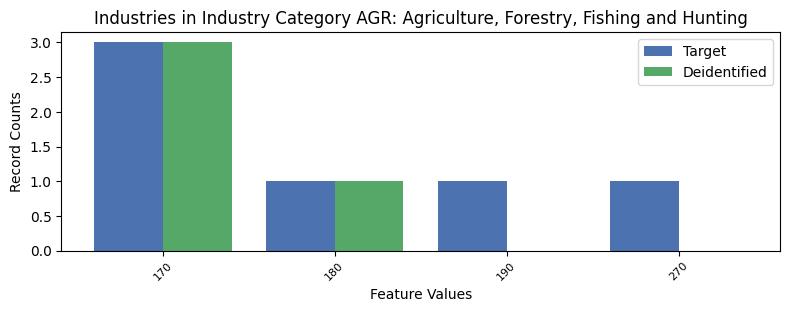 Industries in Industry Category AGR: Agriculture, Forestry, Fishing and Hunting
Target
Deidentified
Record Counts
3.0
2.5
2.0
1.5
1.0
0.5
0.0
170
180
190
270
Feature Values